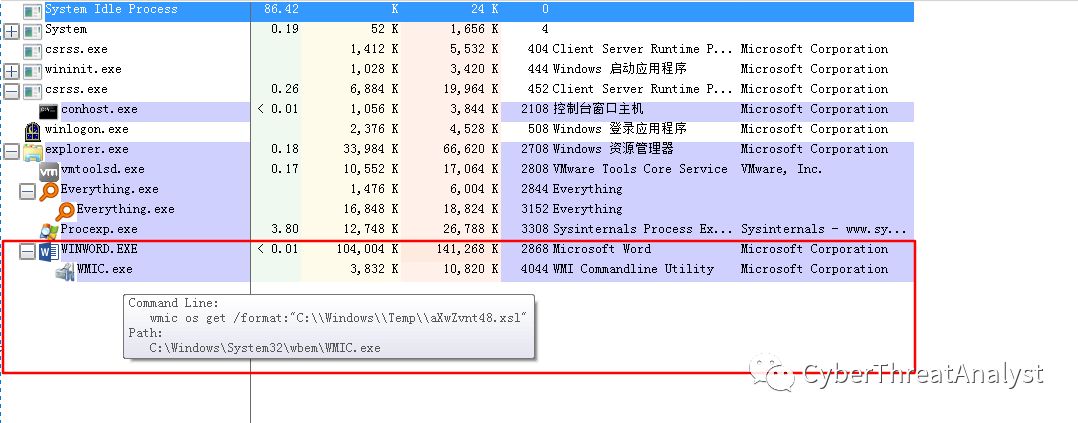 System Idle Process 86.42 K 24 K 0
System 0.19 52 K 1,656 K 4
csrss.exe 1,412 K 5,532 K 404 Client Server Runtime P... Microsoft Corporation
wininit.exe 1,028 K 3,420 K 444 Windows 启动应用程序 Microsoft Corporation
csrss.exe 0.26 6,884 K 19,964 K 452 Client Server Runtime P... Microsoft Corporation
conhost.exe < 0.01 1,056 K 3,844 K 2108 控制台窗口主机 Microsoft Corporation
winlogon.exe 2,376 K 4,528 K 508 Windows 登录应用程序 Microsoft Corporation
explorer.exe 0.18 33,984 K 66,620 K 2708 Windows 资源管理器 Microsoft Corporation
vm vmtoolsd.exe 0.17 10,552 K 17,064 K 2808 VMware Tools Core Service VMware, Inc.
Everything.exe 1,476 K 6,004 K 2844 Everything
Everything.exe 16,848 K 18,824 K 3152 Everything
Procexp.exe 3.80 12,748 K 26,788 K 3308 Sysinternals Process Ex... Sysinternals - www.sy...
WINWORD.EXE < 0.01 104,004 K 141,268 K 2868 Microsoft Word Microsoft Corporation
WMIC.exe 3,832 K 10,820 K 4044 WMI Commandline Utility Microsoft Corporation
Command Line:
wmic os get /format:"C:\\Windows\\Temp\\aXwZvnt48.xsl"
Path:
C:\Windows\System32\wbem\WMIC.exe
CyberThreatAnalyst